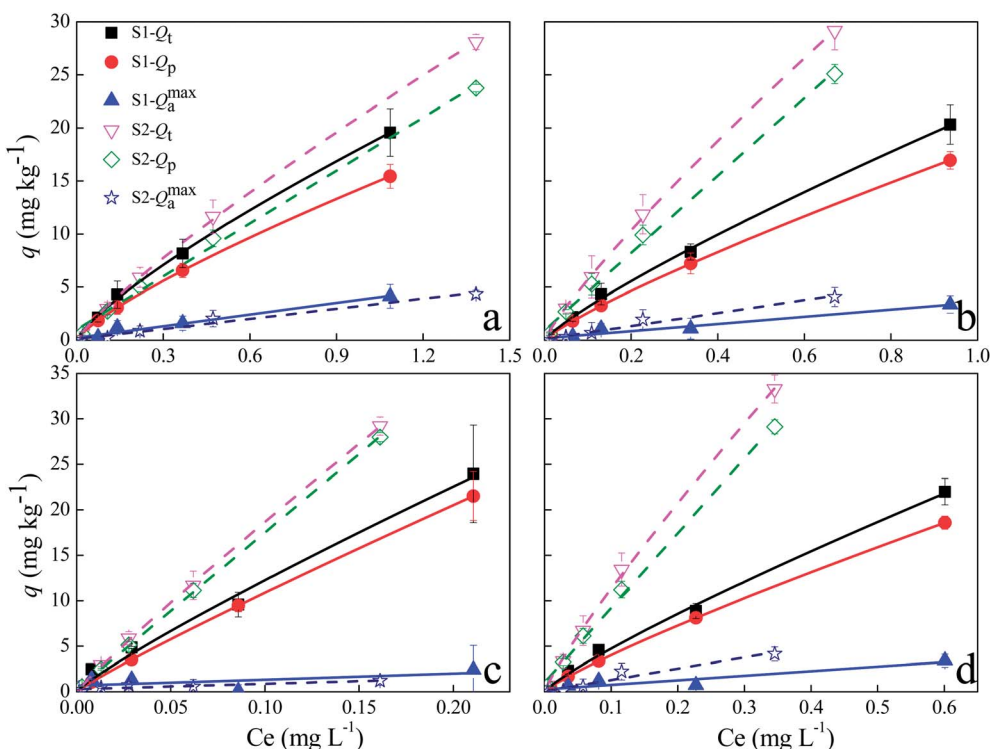 30
25
20
15
10
5
0
q (mg kg⁻¹)
S1-Qt
S1-Qp
S1-Qa^max
S2-Qt
S2-Qp
S2-Qa^max
a
0.0 0.3 0.6 0.9 1.2 1.5
b
0.0 0.2 0.4 0.6 0.8 1.0
35
30
25
20
15
10
5
0
q (mg kg⁻¹)
c
0.00 0.05 0.10 0.15 0.20
Ce (mg L⁻¹)
d
0.0 0.1 0.2 0.3 0.4 0.5 0.6
Ce (mg L⁻¹)